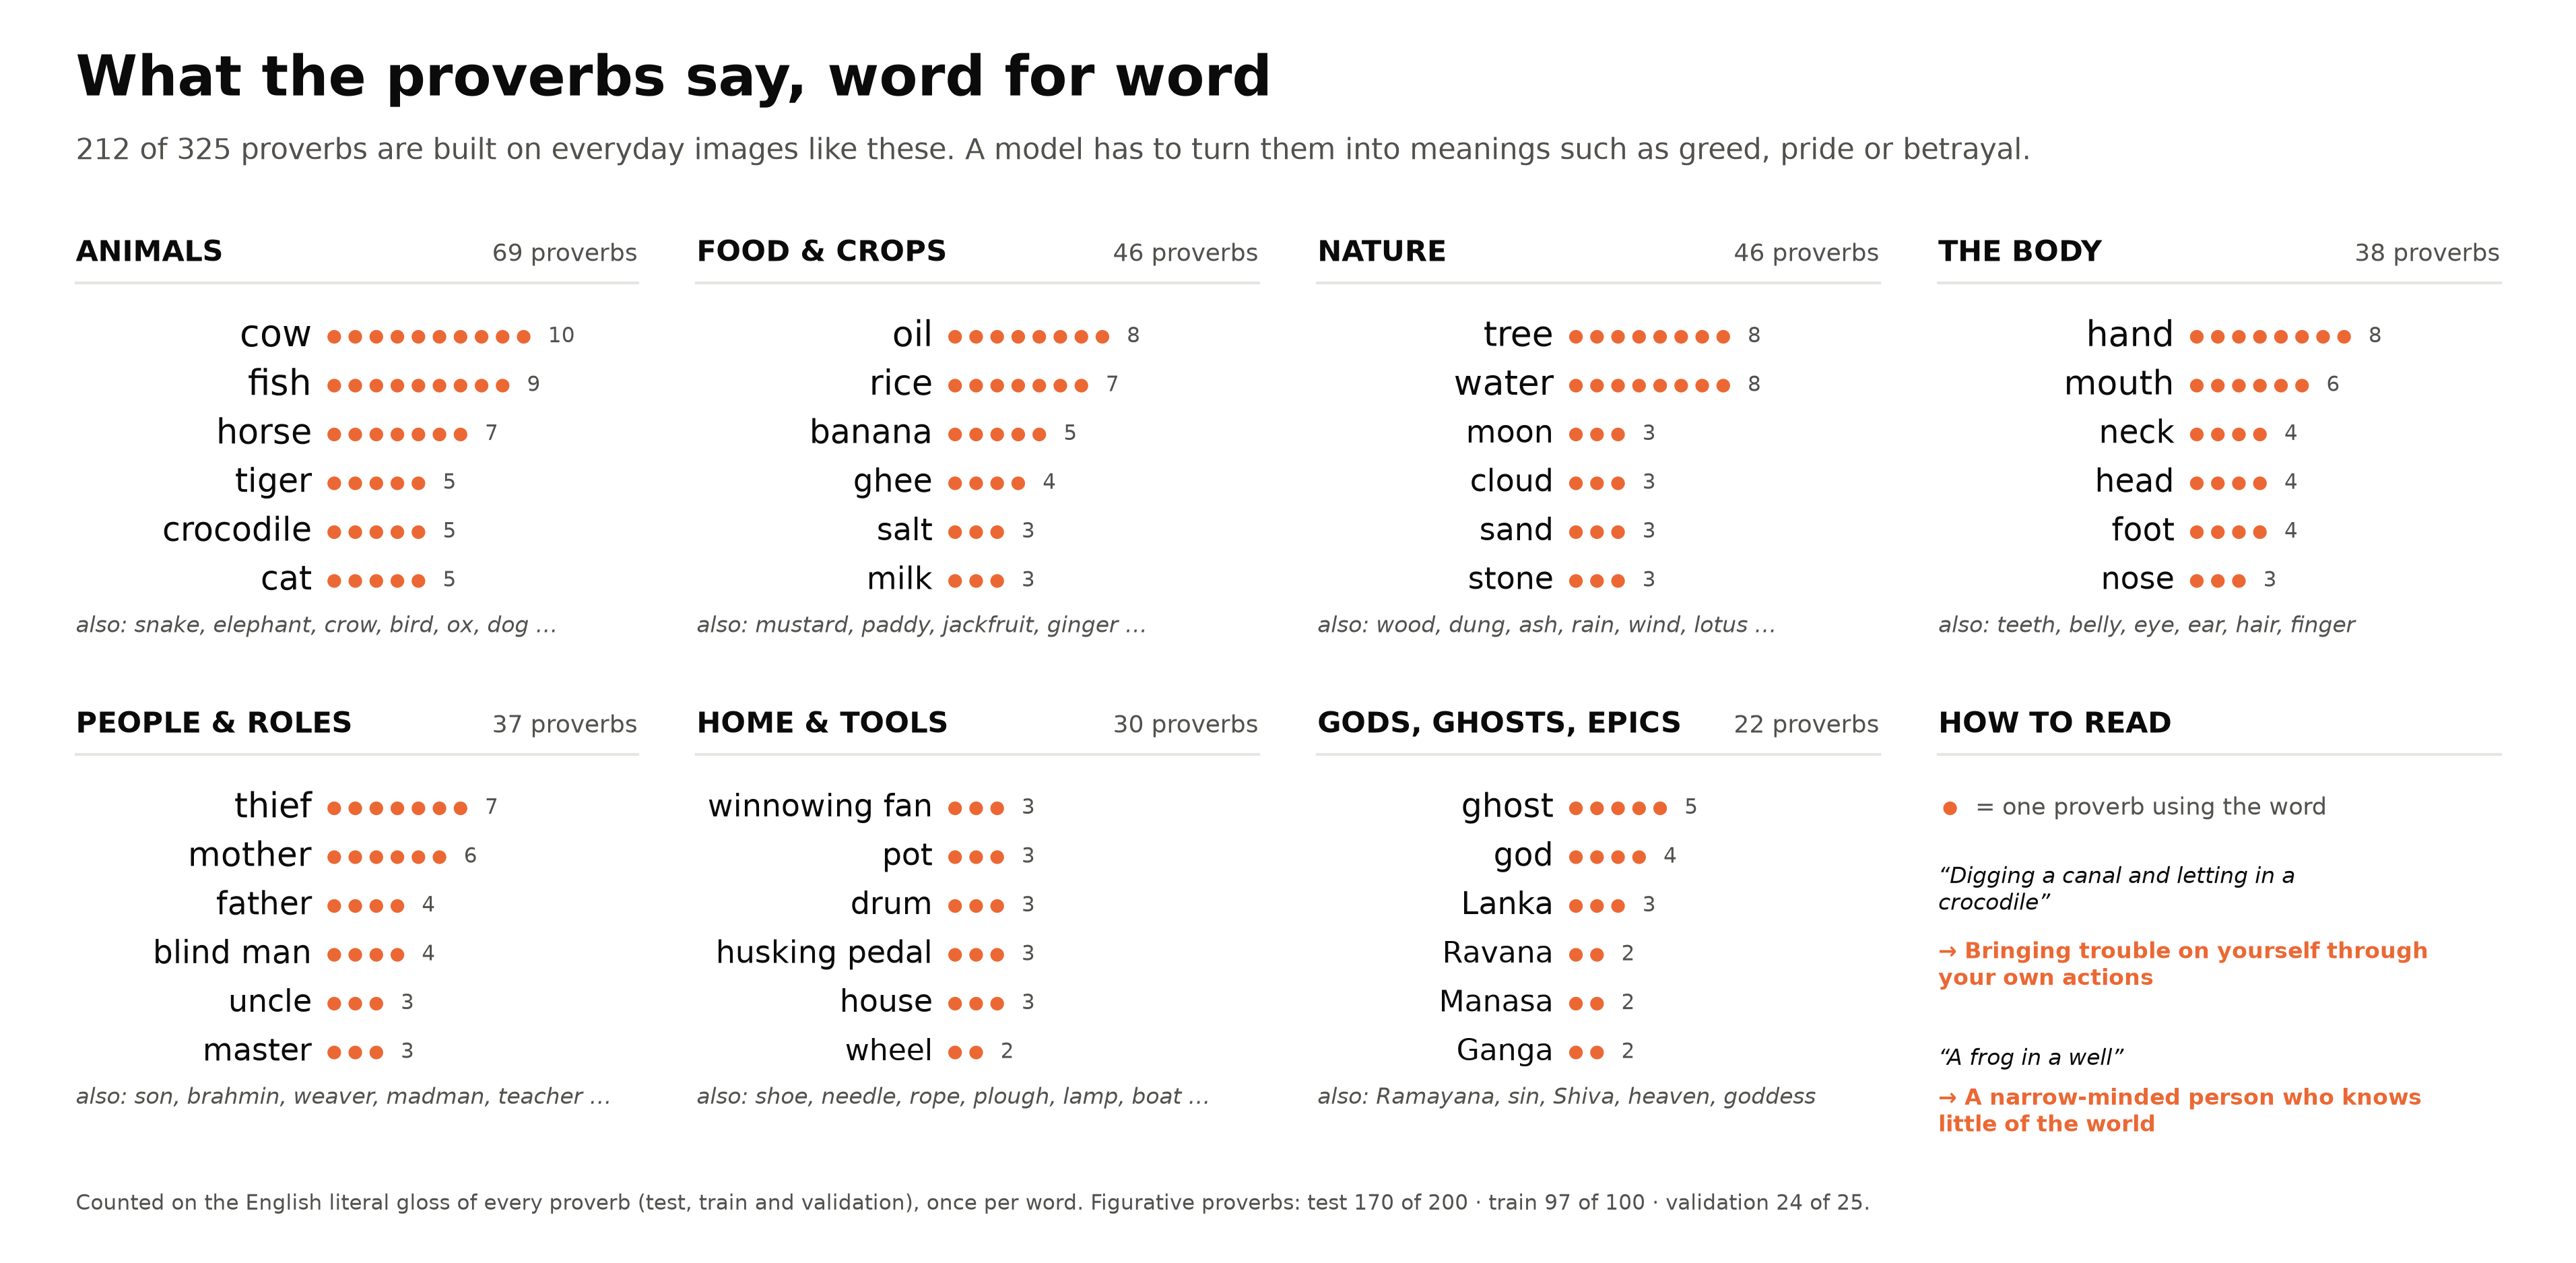 What the proverbs say, word for word
212 of 325 proverbs are built on everyday images like these. A model has to turn them into meanings such as greed, pride or betrayal.
ANIMALS 69 proverbs
cow 10
fish 9
horse 7
tiger 5
crocodile 5
cat 5
also: snake, elephant, crow, bird, ox, dog ...
FOOD & CROPS 46 proverbs
oil 8
rice 7
banana 5
ghee 4
salt 3
milk 3
also: mustard, paddy, jackfruit, ginger ...
NATURE 46 proverbs
tree 8
water 8
moon 3
cloud 3
sand 3
stone 3
also: wood, dung, ash, rain, wind, lotus ...
THE BODY 38 proverbs
hand 8
mouth 6
neck 4
head 4
foot 4
nose 3
also: teeth, belly, eye, ear, hair, finger
PEOPLE & ROLES 37 proverbs
thief 7
mother 6
father 4
blind man 4
uncle 3
master 3
also: son, brahmin, weaver, madman, teacher ...
HOME & TOOLS 30 proverbs
winnowing fan 3
pot 3
drum 3
husking pedal 3
house 3
wheel 2
also: shoe, needle, rope, plough, lamp, boat ...
GODS, GHOSTS, EPICS 22 proverbs
ghost 5
god 4
Lanka 3
Ravana 2
Manasa 2
Ganga 2
also: Ramayana, sin, Shiva, heaven, goddess
HOW TO READ
= one proverb using the word
“Digging a canal and letting in a
crocodile”
→ Bringing trouble on yourself through
your own actions
“A frog in a well”
→ A narrow-minded person who knows
little of the world
Counted on the English literal gloss of every proverb (test, train and validation), once per word. Figurative proverbs: test 170 of 200 · train 97 of 100 · validation 24 of 25.